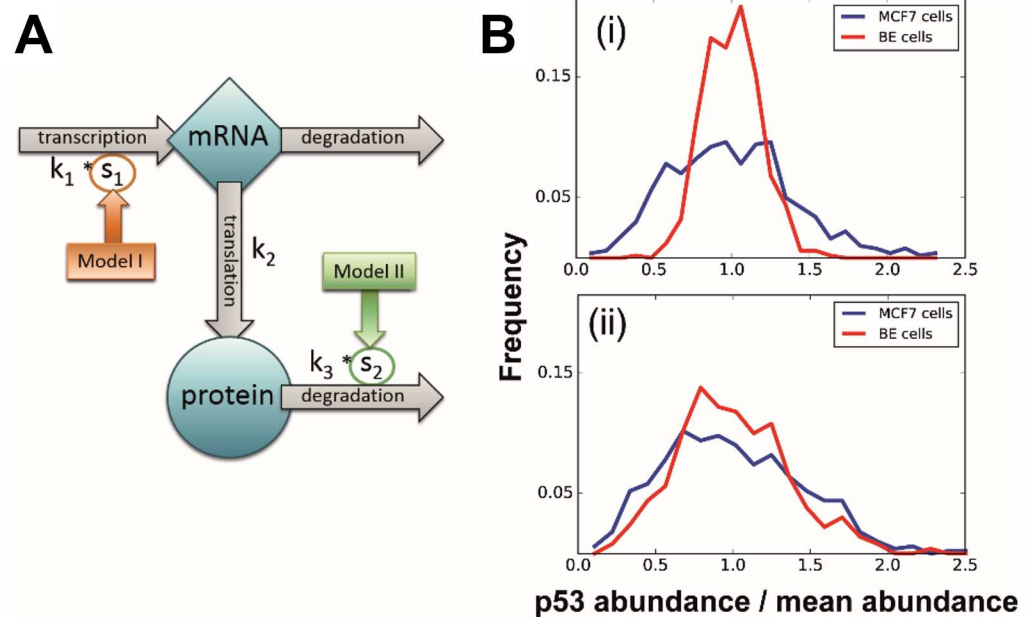 A
transcription
mRNA
degradation
k1 * s1
Model I
translation
k2
Model II
k3 * s2
protein
degradation
B
(i)
MCF7 cells
BE cells
0.15
0.05
0.0 0.5 1.0 1.5 2.0 2.5
(ii)
MCF7 cells
BE cells
0.15
0.05
0.0 0.5 1.0 1.5 2.0 2.5
Frequency
p53 abundance / mean abundance